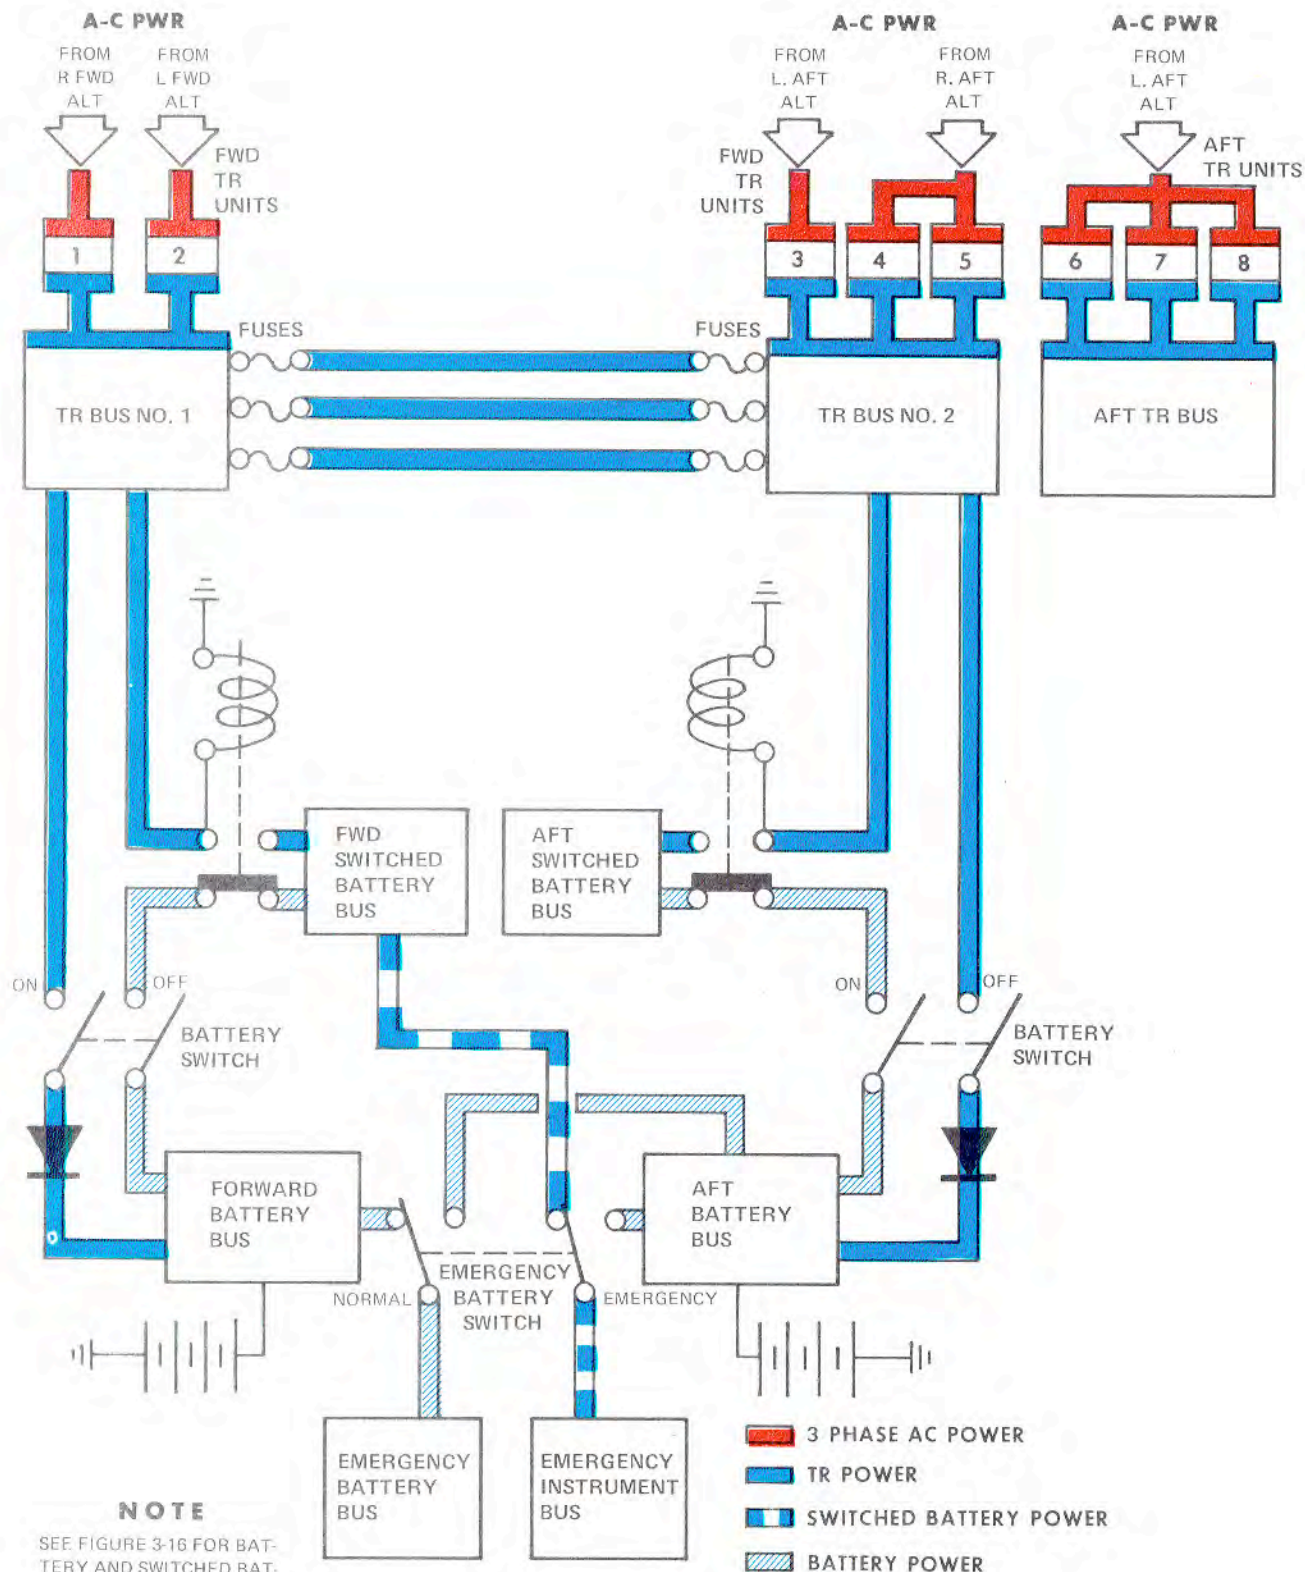 A-C PWR
FROM
R FWD
ALT
FROM
L FWD
ALT
FWD
TR
UNITS
1
2
A-C PWR
FROM
L. AFT
ALT
FROM
R. AFT
ALT
FWD
TR
UNITS
3
4
5
A-C PWR
FROM
L. AFT
ALT
AFT
TR UNITS
6
7
8
FUSES
FUSES
TR BUS NO. 1
TR BUS NO. 2
AFT TR BUS
FWD
SWITCHED
BATTERY
BUS
AFT
SWITCHED
BATTERY
BUS
ON
OFF
BATTERY
SWITCH
ON
OFF
BATTERY
SWITCH
FORWARD
BATTERY
BUS
AFT
BATTERY
BUS
NORMAL
EMERGENCY
BATTERY
SWITCH
EMERGENCY
EMERGENCY
BATTERY
BUS
EMERGENCY
INSTRUMENT
BUS
3 PHASE AC POWER
TR POWER
SWITCHED BATTERY POWER
BATTERY POWER
NOTE
SEE FIGURE 3-16 FOR BAT-
TERY AND SWITCHED BAT-